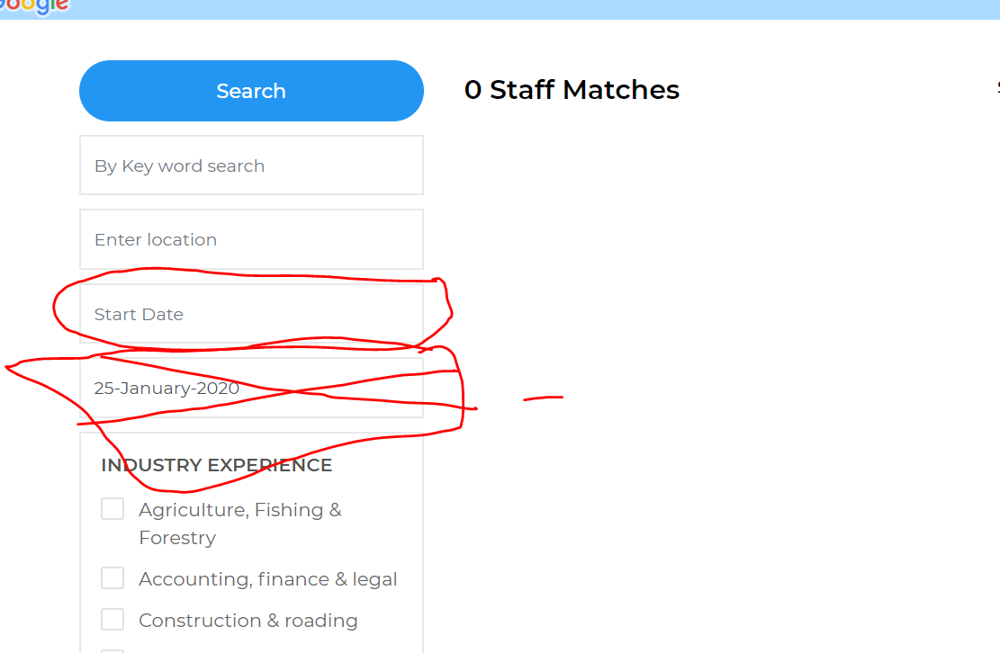 Google
Search
0 Staff Matches
By Key word search
Enter location
Start Date
25-January-2020
INDUSTRY EXPERIENCE
Agriculture, Fishing &
Forestry
Accounting, finance & legal
Construction & roading